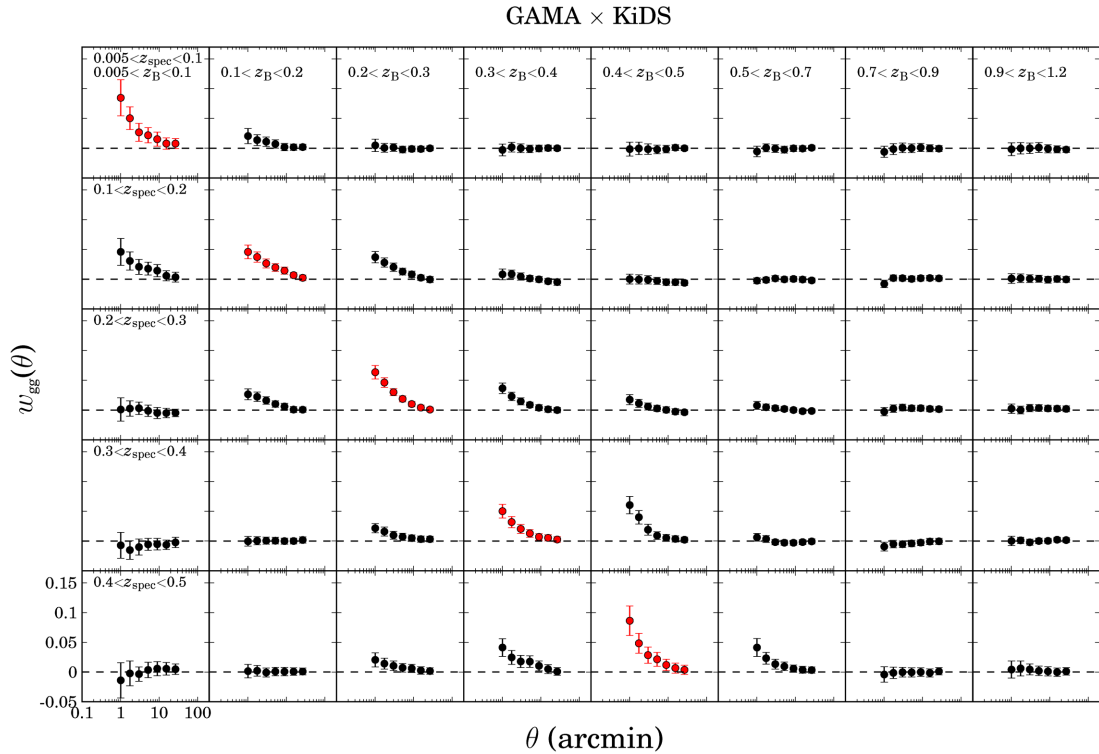 GAMA × KiDS
0.005<z_spec<0.1
0.005< z_B<0.1
0.1< z_B<0.2
0.2< z_B<0.3
0.3< z_B<0.4
0.4< z_B<0.5
0.5< z_B<0.7
0.7< z_B<0.9
0.9< z_B<1.2
0.1<z_spec<0.2
0.2<z_spec<0.3
w_gg(θ)
0.3<z_spec<0.4
0.4<z_spec<0.5
0.15
0.1
0.05
0
-0.05
0.1 1 10 100
θ (arcmin)